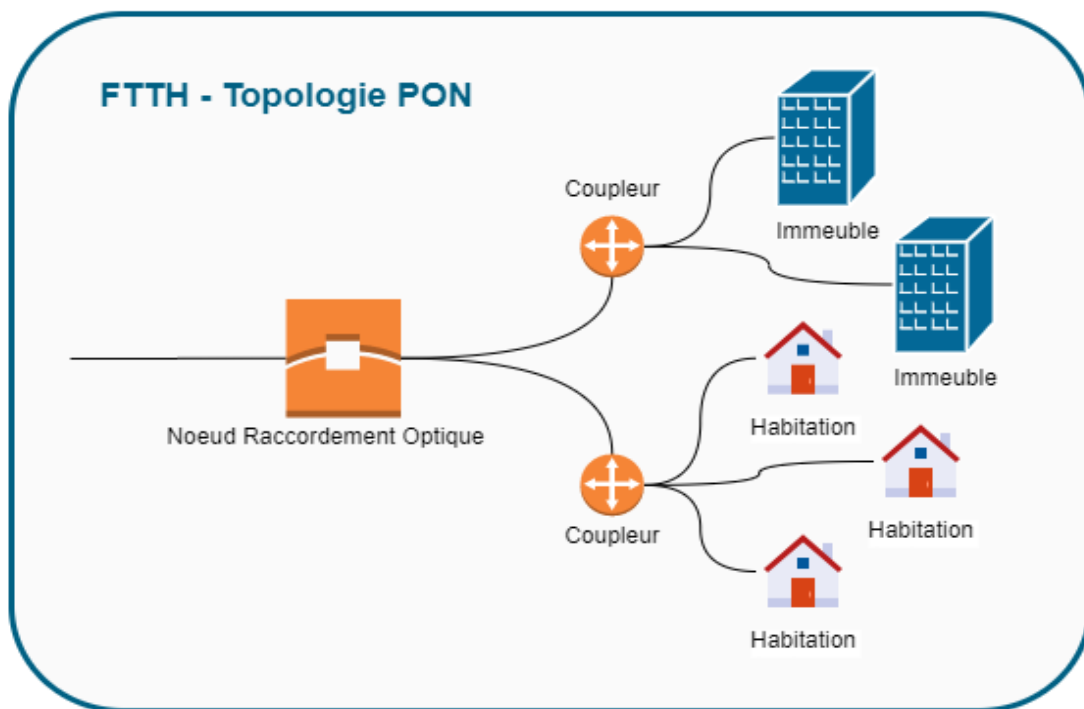 FTTH - Topologie PON
Coupleur
Immeuble
Immeuble
Noeud Raccordement Optique
Habitation
Habitation
Coupleur
Habitation